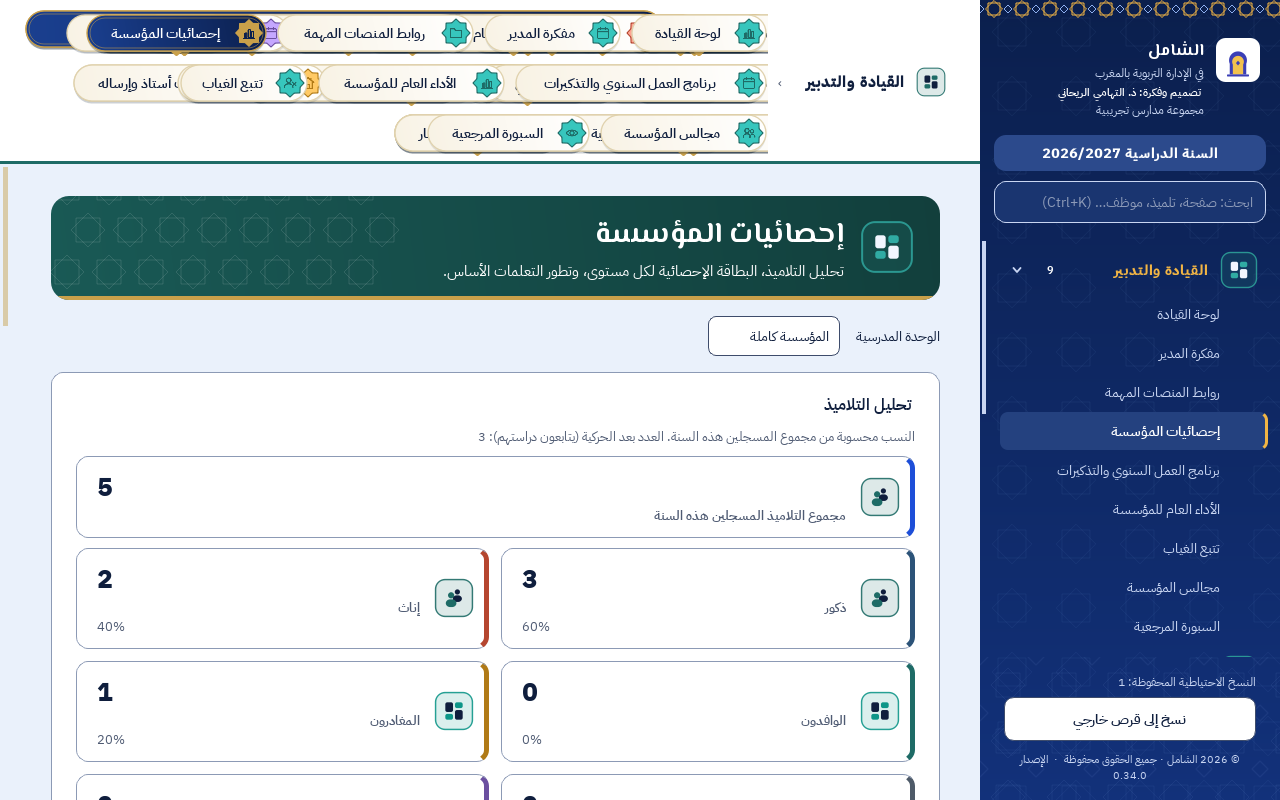 الشامل
في الإدارة التربوية بالمغرب
تصميم وفكرة: ذ. التهامي الريحاني
مجموعة مدارس تجريبية
السنة الدراسية 2026/2027
ابحث: صفحة، تلميذ، موظف... (Ctrl+K)
القيادة والتدبير 9
لوحة القيادة
مفكرة المدير
روابط المنصات المهمة
إحصائيات المؤسسة
برنامج العمل السنوي والتذكيرات
الأداء العام للمؤسسة
تتبع الغياب
مجالس المؤسسة
السبورة المرجعية
النسخ الاحتياطية المحفوظة: 1
نسخ إلى قرص خارجي
© 2026 الشامل · جميع الحقوق محفوظة · الإصدار
0.34.0
القيادة والتدبير ‹
لوحة القيادة
مفكرة المدير
روابط المنصات المهمة
إحصائيات المؤسسة
برنامج العمل السنوي والتذكيرات
الأداء العام للمؤسسة
تتبع الغياب
أستاذ وإرساله
مجالس المؤسسة
السبورة المرجعية
إحصائيات المؤسسة
تحليل التلاميذ، البطاقة الإحصائية لكل مستوى، وتطور التعلمات الأساس.
الوحدة المدرسية
المؤسسة كاملة
تحليل التلاميذ
النسب محسوبة من مجموع المسجلين هذه السنة. العدد بعد الحركية (يتابعون دراستهم): 3
5
مجموع التلاميذ المسجلين هذه السنة
3
ذكور
60%
2
إناث
40%
0
الوافدون
0%
1
المغادرون
20%